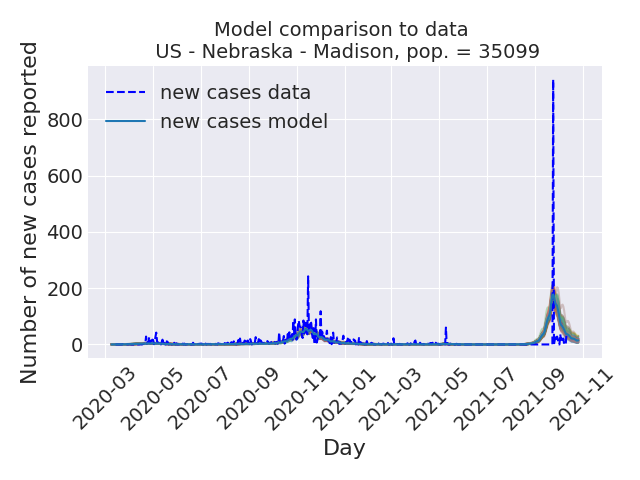 Model comparison to data
US - Nebraska - Madison, pop. = 35099
new cases data
new cases model
Number of new cases reported
800
600
400
200
0
2020-03
2020-05
2020-07
2020-09
2020-11
2021-01
2021-03
2021-05
2021-07
2021-09
2021-11
Day